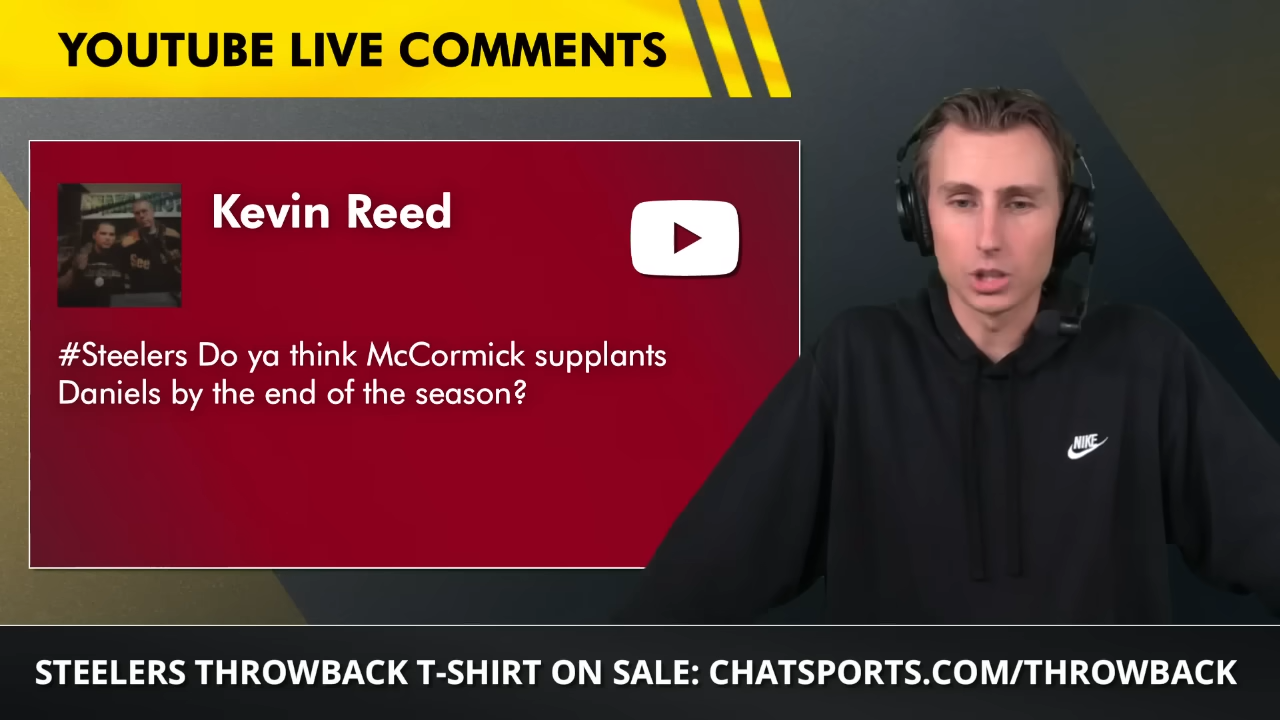 YOUTUBE LIVE COMMENTS
Kevin Reed
#Steelers Do ya think McCormick supplants
Daniels by the end of the season?
NIKE
STEELERS THROWBACK T-SHIRT ON SALE: CHATSPORTS.COM/THROWBACK